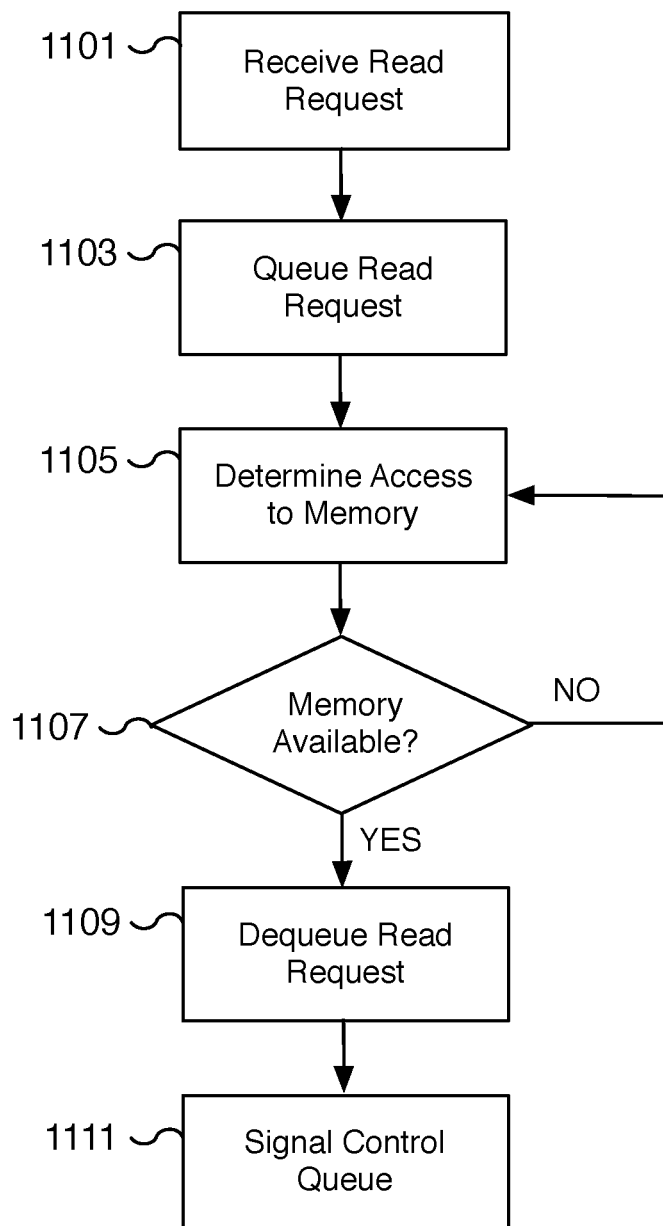 1101
Receive Read
Request
1103
Queue Read
Request
1105
Determine Access
to Memory
1107
Memory
Available?
NO
YES
1109
Dequeue Read
Request
1111
Signal Control
Queue